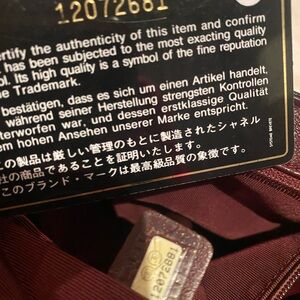 12072681
ertify the authenticity of this item and confirm
has been subjected to the most exacting quality
ol. Its high quality is a symbol of the fine reputation
e Trademark.
bestätigen, dass es sich um einen Artikel handelt,
während seiner Herstellung strengsten Kontrollen
terworfen war, und dessen erstklassige Qualität
m hohen Ansehen unserer Marke entspricht.
この製品は厳しい管理のもとに製造されたシャネル
社の商品であることを証明いたします。
このブランド・マークは最高級品質の象徴です。
12072681